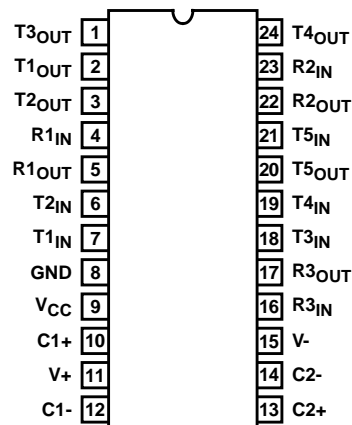 T3OUT 1 24 T4OUT
T1OUT 2 23 R2IN
T2OUT 3 22 R2OUT
R1IN 4 21 T5IN
R1OUT 5 20 T5OUT
T2IN 6 19 T4IN
T1IN 7 18 T3IN
GND 8 17 R3OUT
VCC 9 16 R3IN
C1+ 10 15 V-
V+ 11 14 C2-
C1- 12 13 C2+